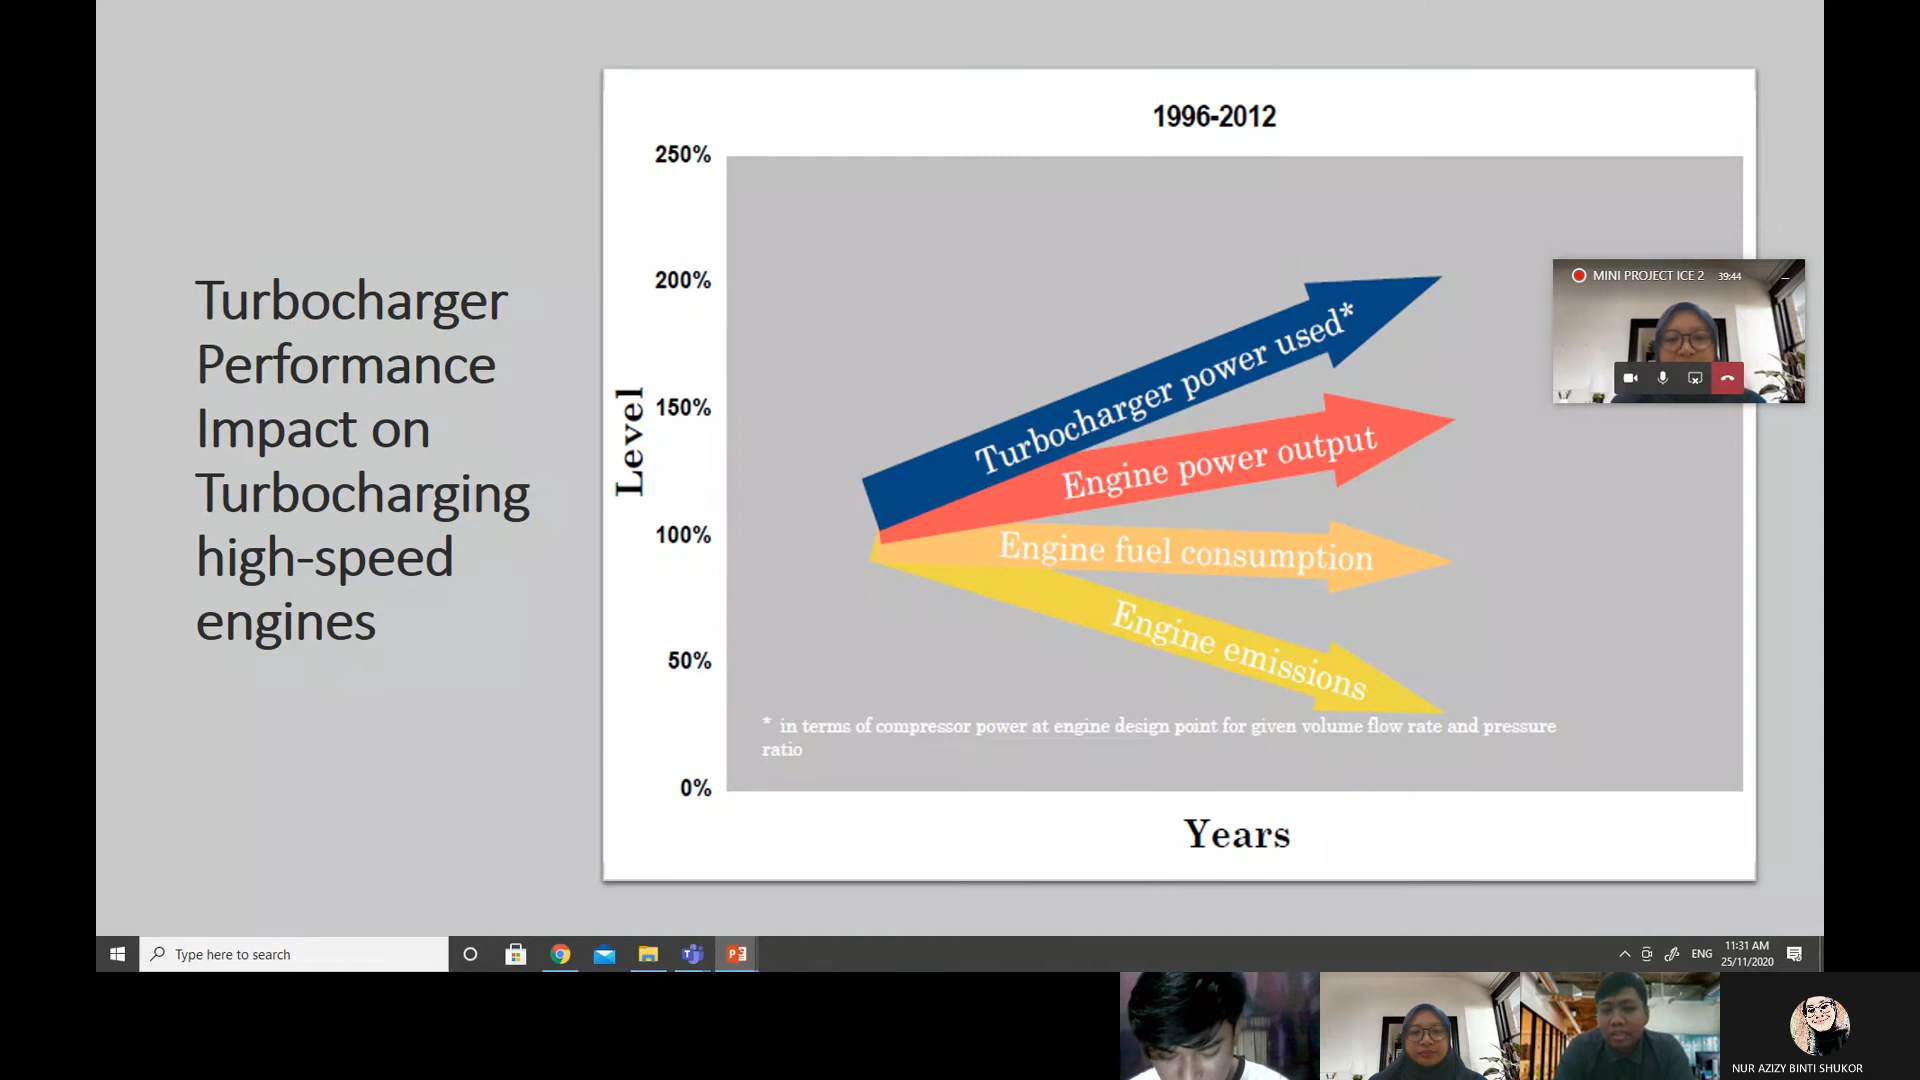 Turbocharger
Performance
Impact on
Turbocharging
high-speed
engines
1996-2012
250%
200%
150%
100%
50%
0%
Level
Turbocharger power used*
Engine power output
Engine fuel consumption
Engine emissions
* in terms of compressor power at engine design point for given volume flow rate and pressure
ratio
Years
MINI PROJECT ICE 2 39:44
Type here to search
ENG
11:31 AM
25/11/2020
NUR AZIZY BINTI SHUKOR